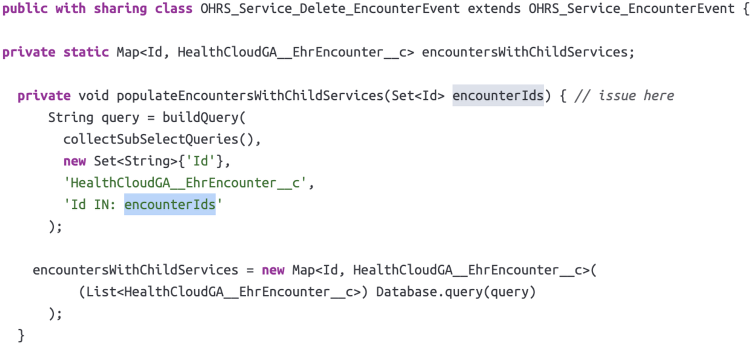 public with sharing class OHRS_Service_Delete_EncounterEvent extends OHRS_Service_EncounterEvent {
private static Map<Id, HealthCloudGA__EhrEncounter__c> encountersWithChildServices;
private void populateEncountersWithChildServices(Set<Id> encounterIds) { // issue here
String query = buildQuery(
collectSubSelectQueries(),
new Set<String>{'Id'},
'HealthCloudGA__EhrEncounter__c',
'Id IN: encounterIds'
);
encountersWithChildServices = new Map<Id, HealthCloudGA__EhrEncounter__c>(
(List<HealthCloudGA__EhrEncounter__c>) Database.query(query)
);
}